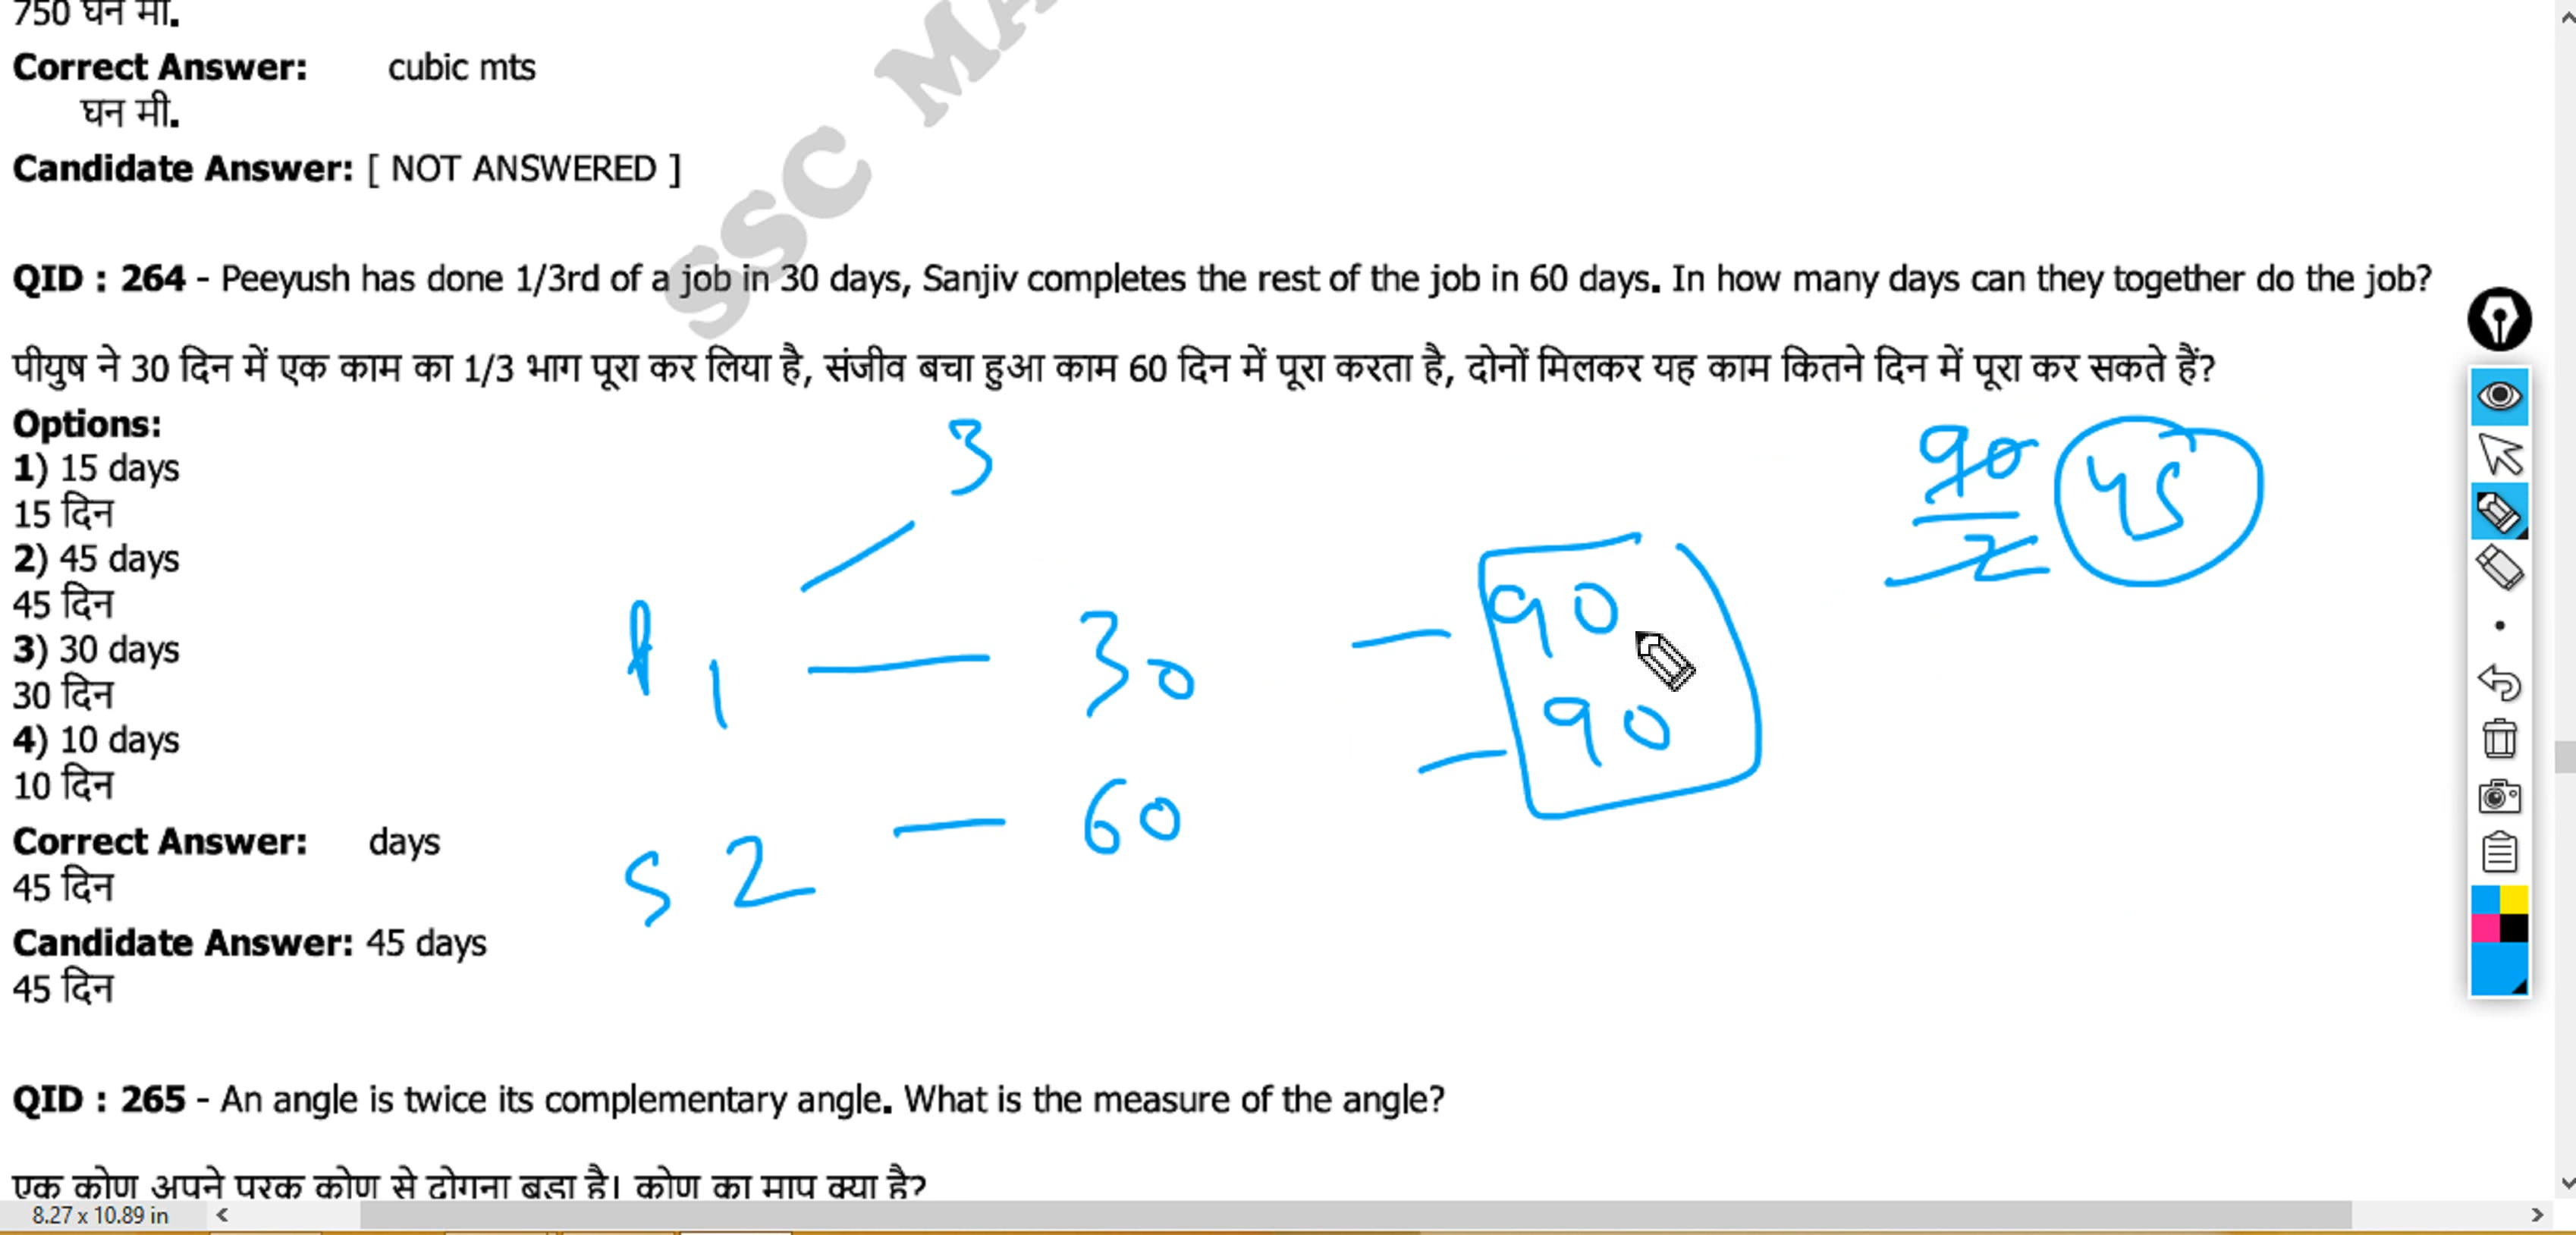 750 घन मी.
Correct Answer: cubic mts
घन मी.
Candidate Answer: [ NOT ANSWERED ]
SSC MA
QID : 264 - Peeyush has done 1/3rd of a job in 30 days, Sanjiv completes the rest of the job in 60 days. In how many days can they together do the job?
पीयुष ने 30 दिन में एक काम का 1/3 भाग पूरा कर लिया है, संजीव बचा हुआ काम 60 दिन में पूरा करता है, दोनों मिलकर यह काम कितने दिन में पूरा कर सकते हैं?
Options:
1) 15 days
15 दिन
2) 45 days
45 दिन
3) 30 days
30 दिन
4) 10 days
10 दिन
3
P 1 — 30 — 90
S 2 — 60 — 90
90
2
45
Correct Answer: days
45 दिन
Candidate Answer: 45 days
45 दिन
QID : 265 - An angle is twice its complementary angle. What is the measure of the angle?
एक कोण अपने परक कोण से दोगना बड़ा है। कोण का माप क्या है?
8.27 x 10.89 in